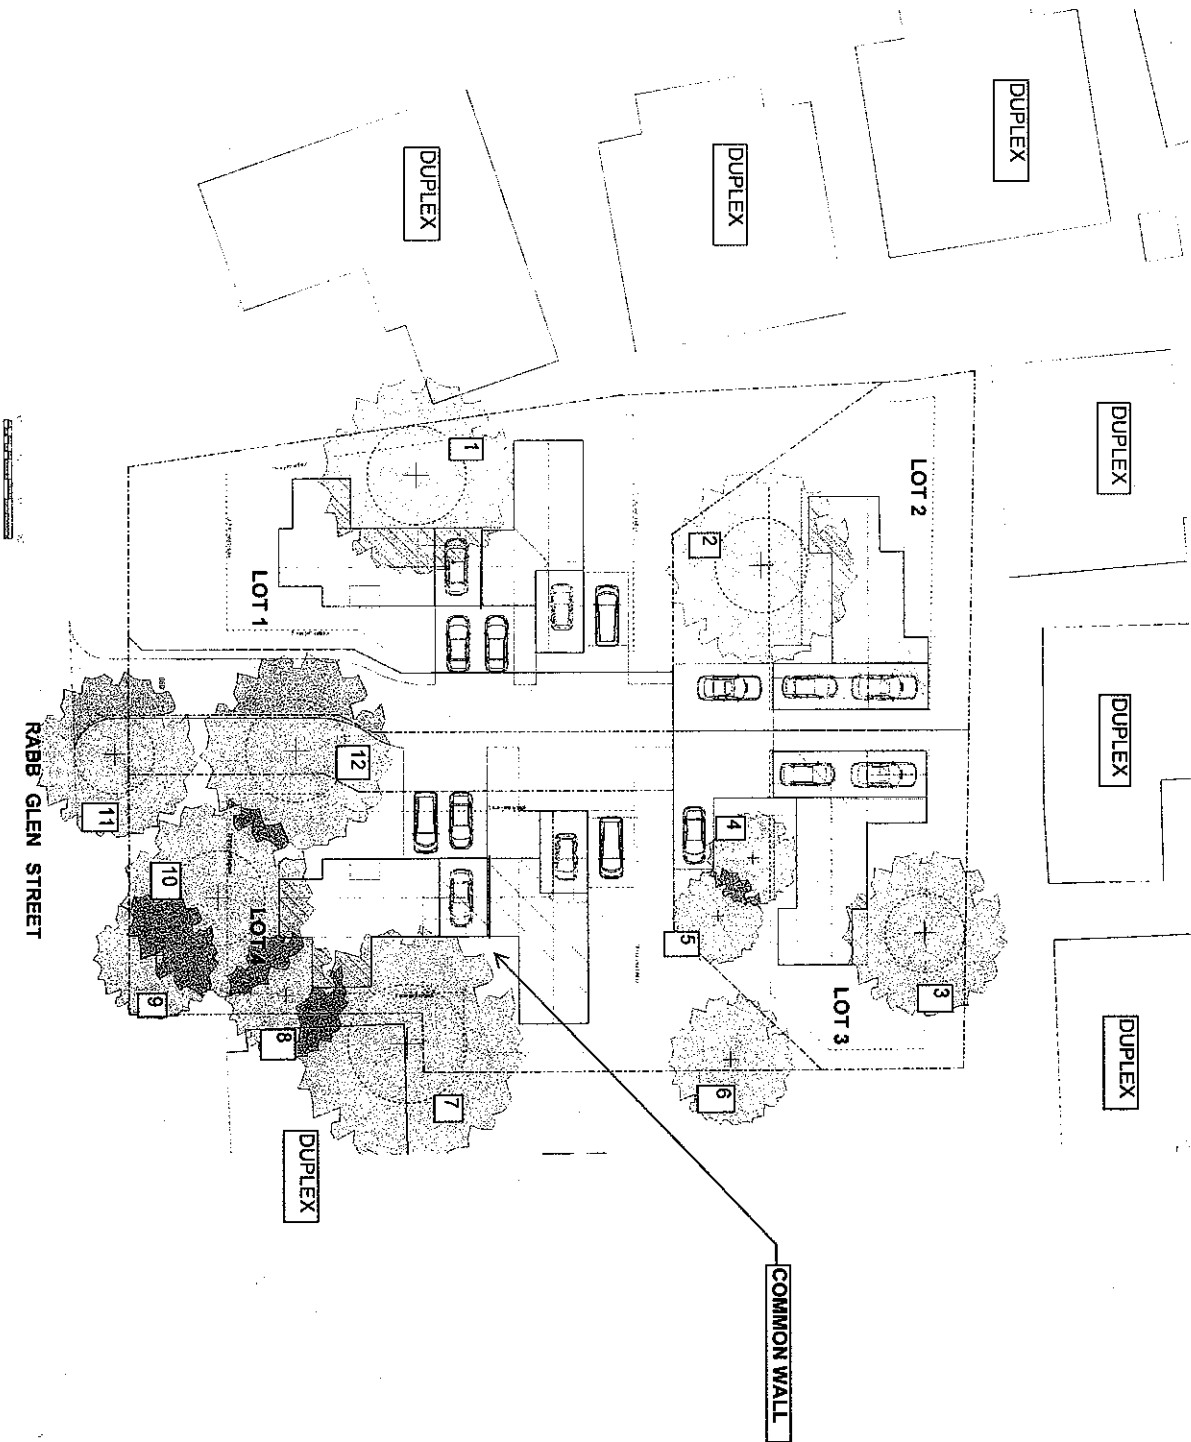 DUPLEX
DUPLEX
DUPLEX
DUPLEX
DUPLEX
DUPLEX
DUPLEX
LOT 2
LOT 1
LOT 3
LOT 4
1
2
3
4
5
6
7
8
9
10
11
12
COMMON WALL
RABB GLEN STREET